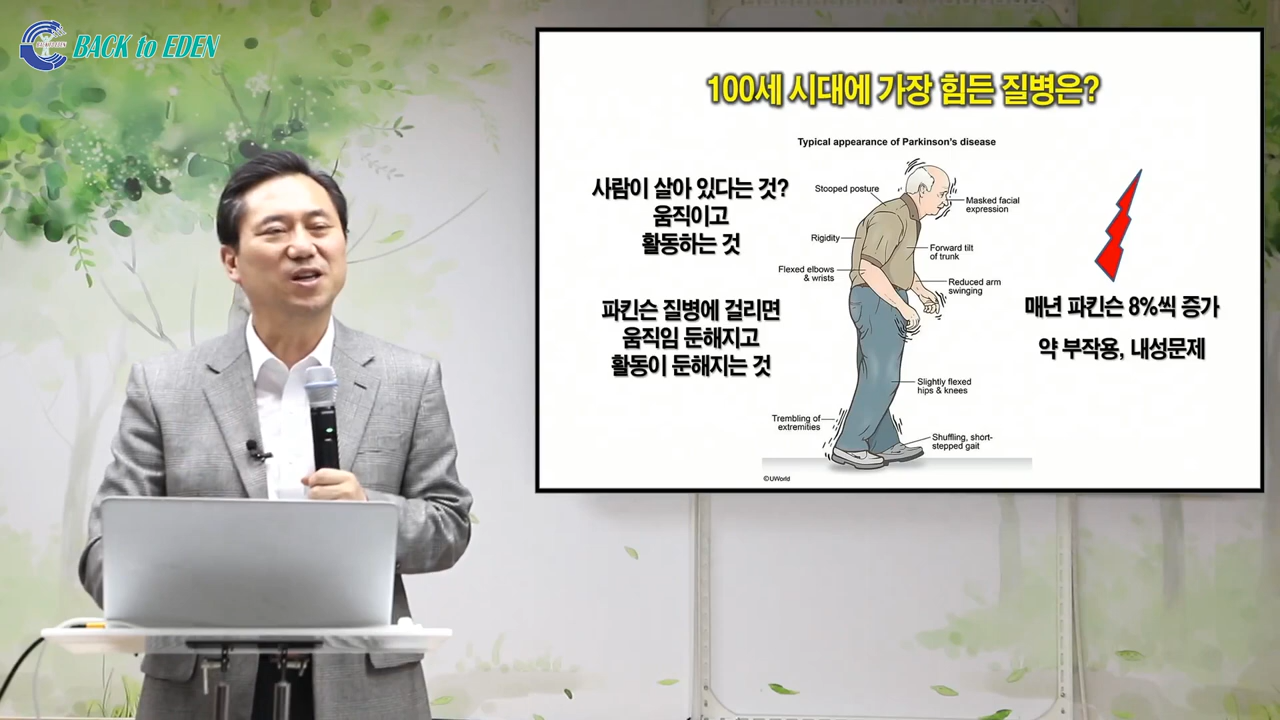 BACK to EDEN
100세 시대에 가장 힘든 질병은?
사람이 살아 있다는 것?
움직이고
활동하는 것
파킨슨 질병에 걸리면
움직임 둔해지고
활동이 둔해지는 것
Typical appearance of Parkinson's disease
Stooped posture
Masked facial
expression
Rigidity
Forward tilt
of trunk
Flexed elbows
& wrists
Reduced arm
swinging
Slightly flexed
hips & knees
Trembling of
extremities
Shuffling, short-
stepped gait
©UWorld
매년 파킨슨 8%씩 증가
약 부작용, 내성문제